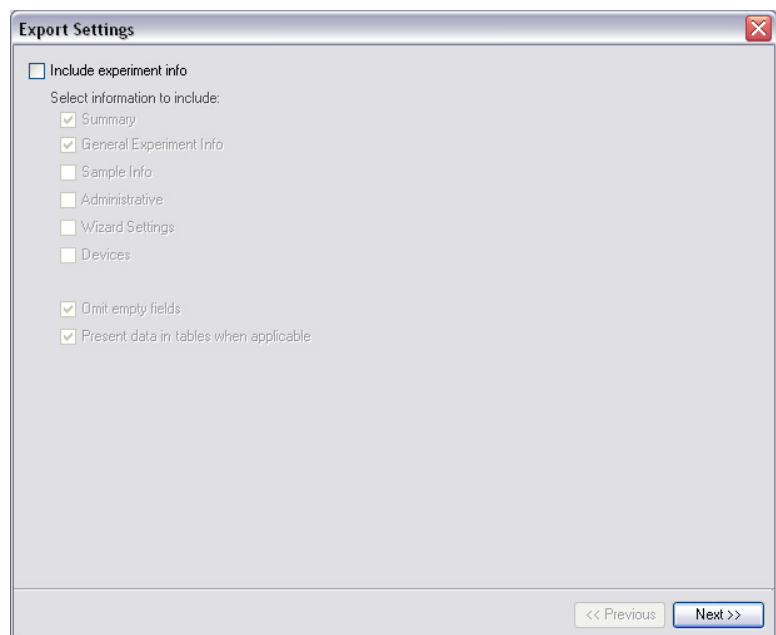 Export Settings
Include experiment info
Select information to include:
Summary
General Experiment Info
Sample Info
Administrative
Wizard Settings
Devices
Omit empty fields
Present data in tables when applicable
<< Previous
Next >>